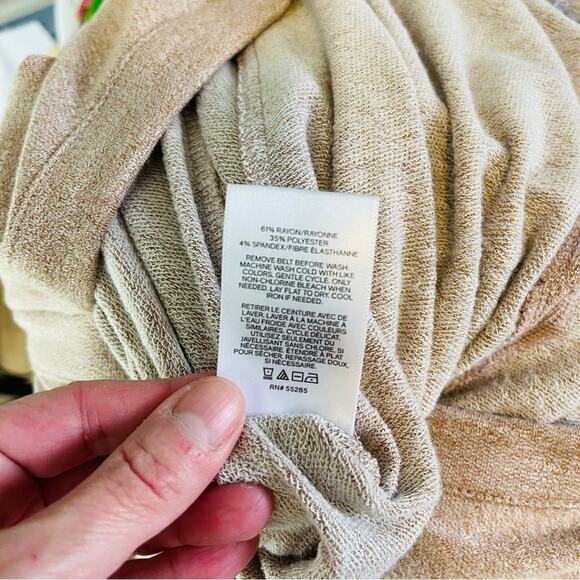 61% RAYON/RAYONNE
35% POLYESTER
4% SPANDEX/FIBRE ÉLASTHANNE
REMOVE BELT BEFORE WASH.
MACHINE WASH COLD WITH LIKE
COLORS. GENTLE CYCLE. ONLY
NON-CHLORINE BLEACH WHEN
NEEDED. LAY FLAT TO DRY. COOL
IRON IF NEEDED.
RETIRER LE CEINTURE AVEC DE
LAVER. LAVER À LA MACHINE À
L'EAU FROIDE AVEC COULEURS
SIMILAIRES. CYCLE DÉLICAT.
UTILISEZ SEULEMENT DU
JAVELLISANT SANS CHLORE, SI
NÉCESSAIRE. ÉTENDRE À PLAT
POUR SÉCHER. REPASSAGE DOUX,
SI NÉCESSAIRE.
RN# 55285